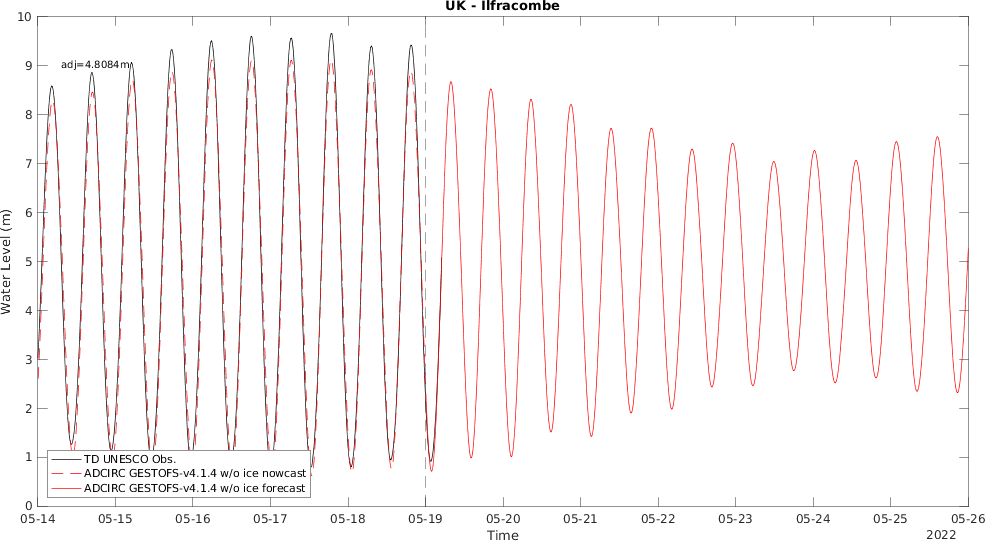 UK - Ilfracombe
10
9
8
7
6
5
4
3
2
1
0
Water Level (m)
adj=4.8084m
TD UNESCO Obs.
ADCIRC GESTOFS-v4.1.4 w/o ice nowcast
ADCIRC GESTOFS-v4.1.4 w/o ice forecast
05-14 05-15 05-16 05-17 05-18 05-19 05-20 05-21 05-22 05-23 05-24 05-25 05-26
Time
2022